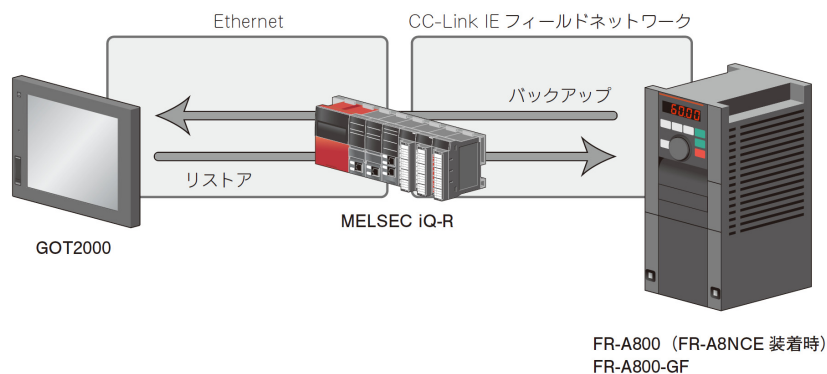 Ethernet
CC-Link IE フィールドネットワーク
バックアップ
60.00
リストア
MELSEC iQ-R
GOT2000
FR-A800（FR-A8NCE 装着時）
FR-A800-GF